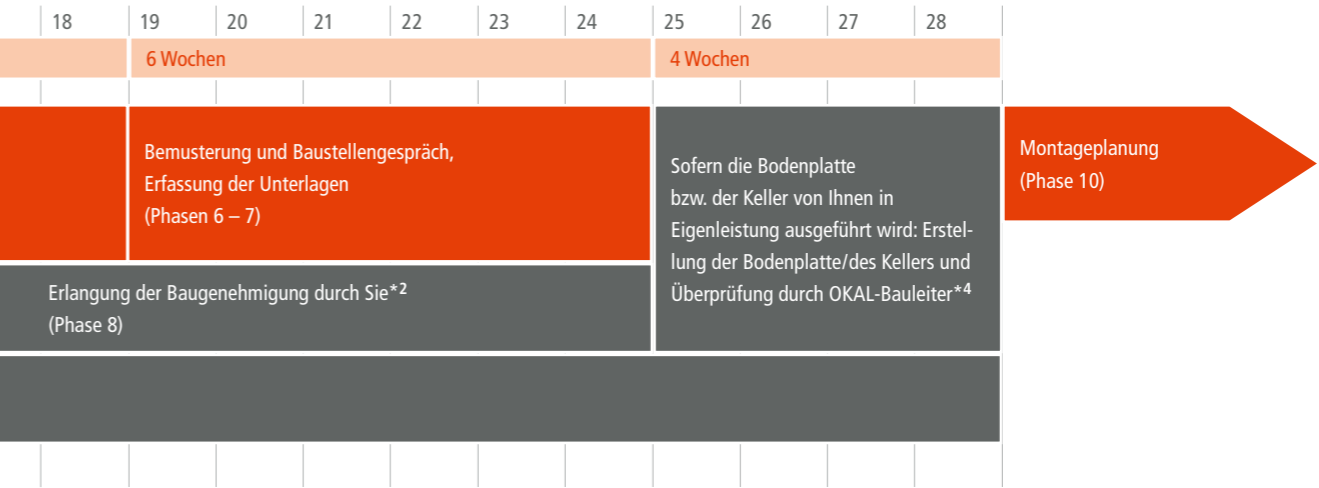 18 19 20 21 22 23 24 25 26 27 28
6 Wochen
4 Wochen
Bemusterung und Baustellengespräch,
Erfassung der Unterlagen
(Phasen 6 – 7)
Erlangung der Baugenehmigung durch Sie*2
(Phase 8)
Sofern die Bodenplatte
bzw. der Keller von Ihnen in
Eigenleistung ausgeführt wird: Erstel-
lung der Bodenplatte/des Kellers und
Überprüfung durch OKAL-Bauleiter*4
Montageplanung
(Phase 10)